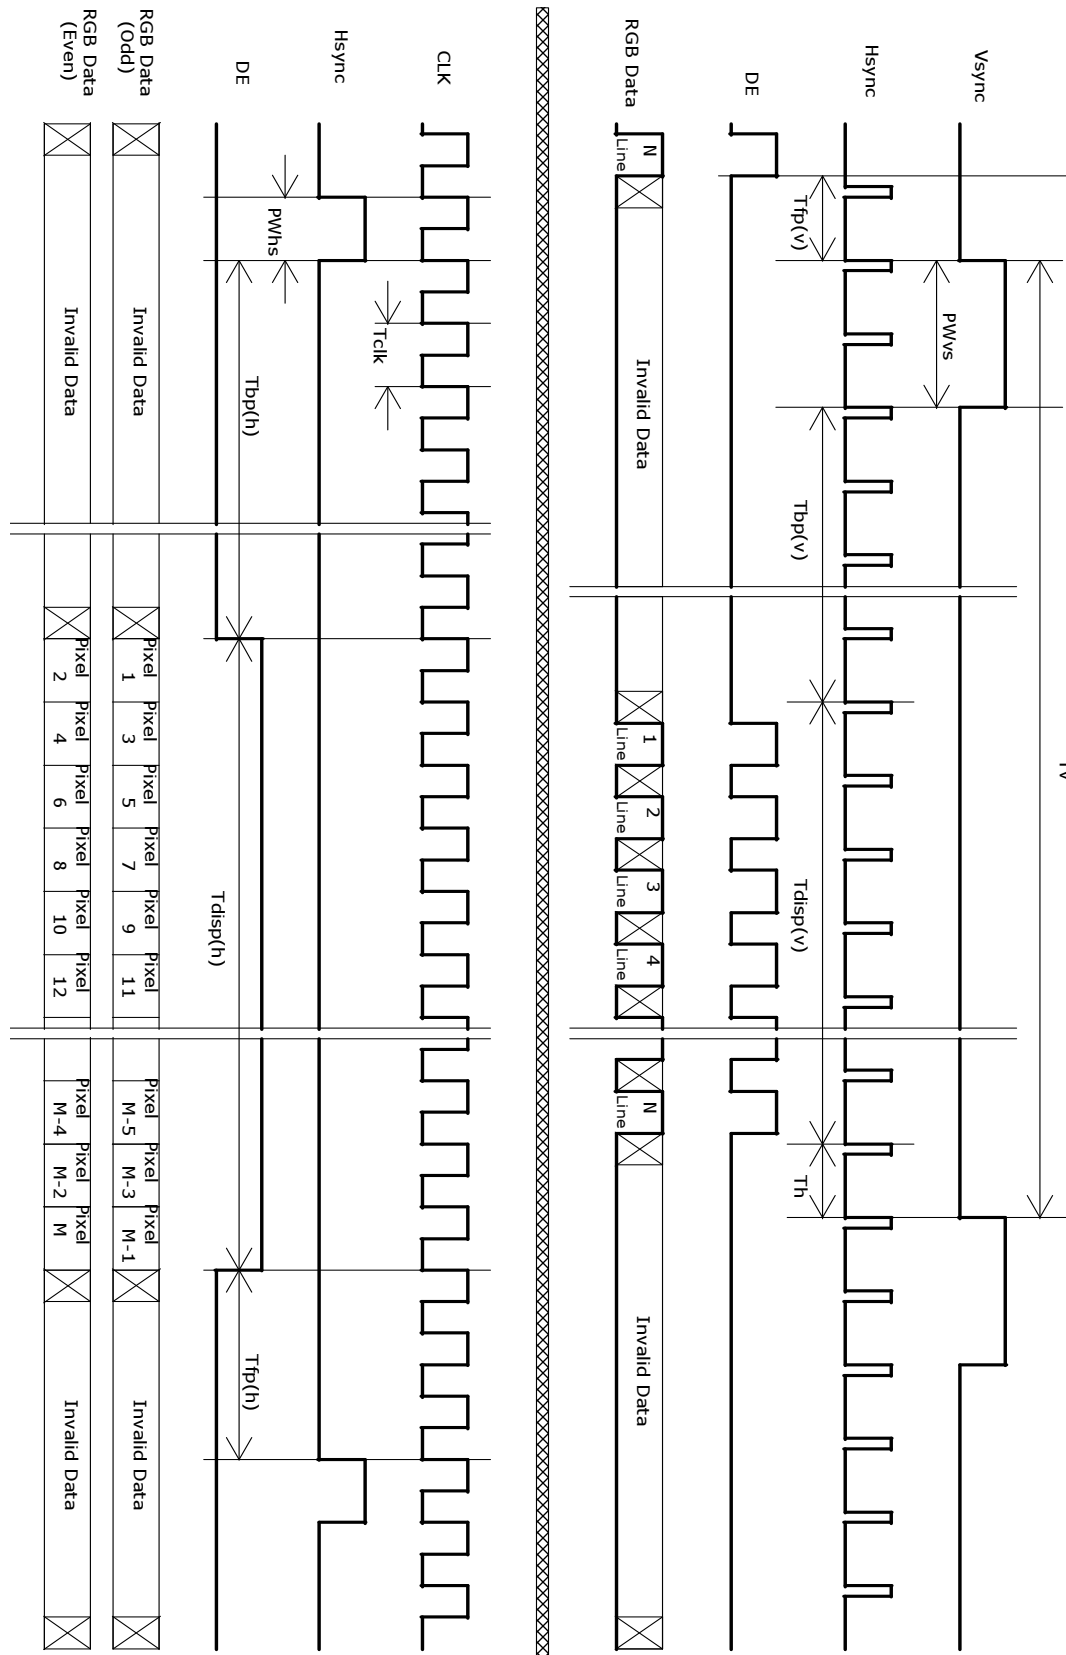 Vsync
PWvs
Hsync
Tfp(v)
Tbp(v)
Tdisp(v)
Th
DE
RGB Data
N
Line
Invalid Data
1
Line
2
Line
3
Line
4
Line
N
Line
Invalid Data
CLK
Tclk
Hsync
PWhs
DE
Tbp(h)
Tdisp(h)
Tfp(h)
RGB Data
(Odd)
Invalid Data
Pixel
1
Pixel
3
Pixel
5
Pixel
7
Pixel
9
Pixel
11
Pixel
M-5
Pixel
M-3
Pixel
M-1
Invalid Data
RGB Data
(Even)
Invalid Data
Pixel
2
Pixel
4
Pixel
6
Pixel
8
Pixel
10
Pixel
12
Pixel
M-4
Pixel
M-2
Pixel
M
Invalid Data